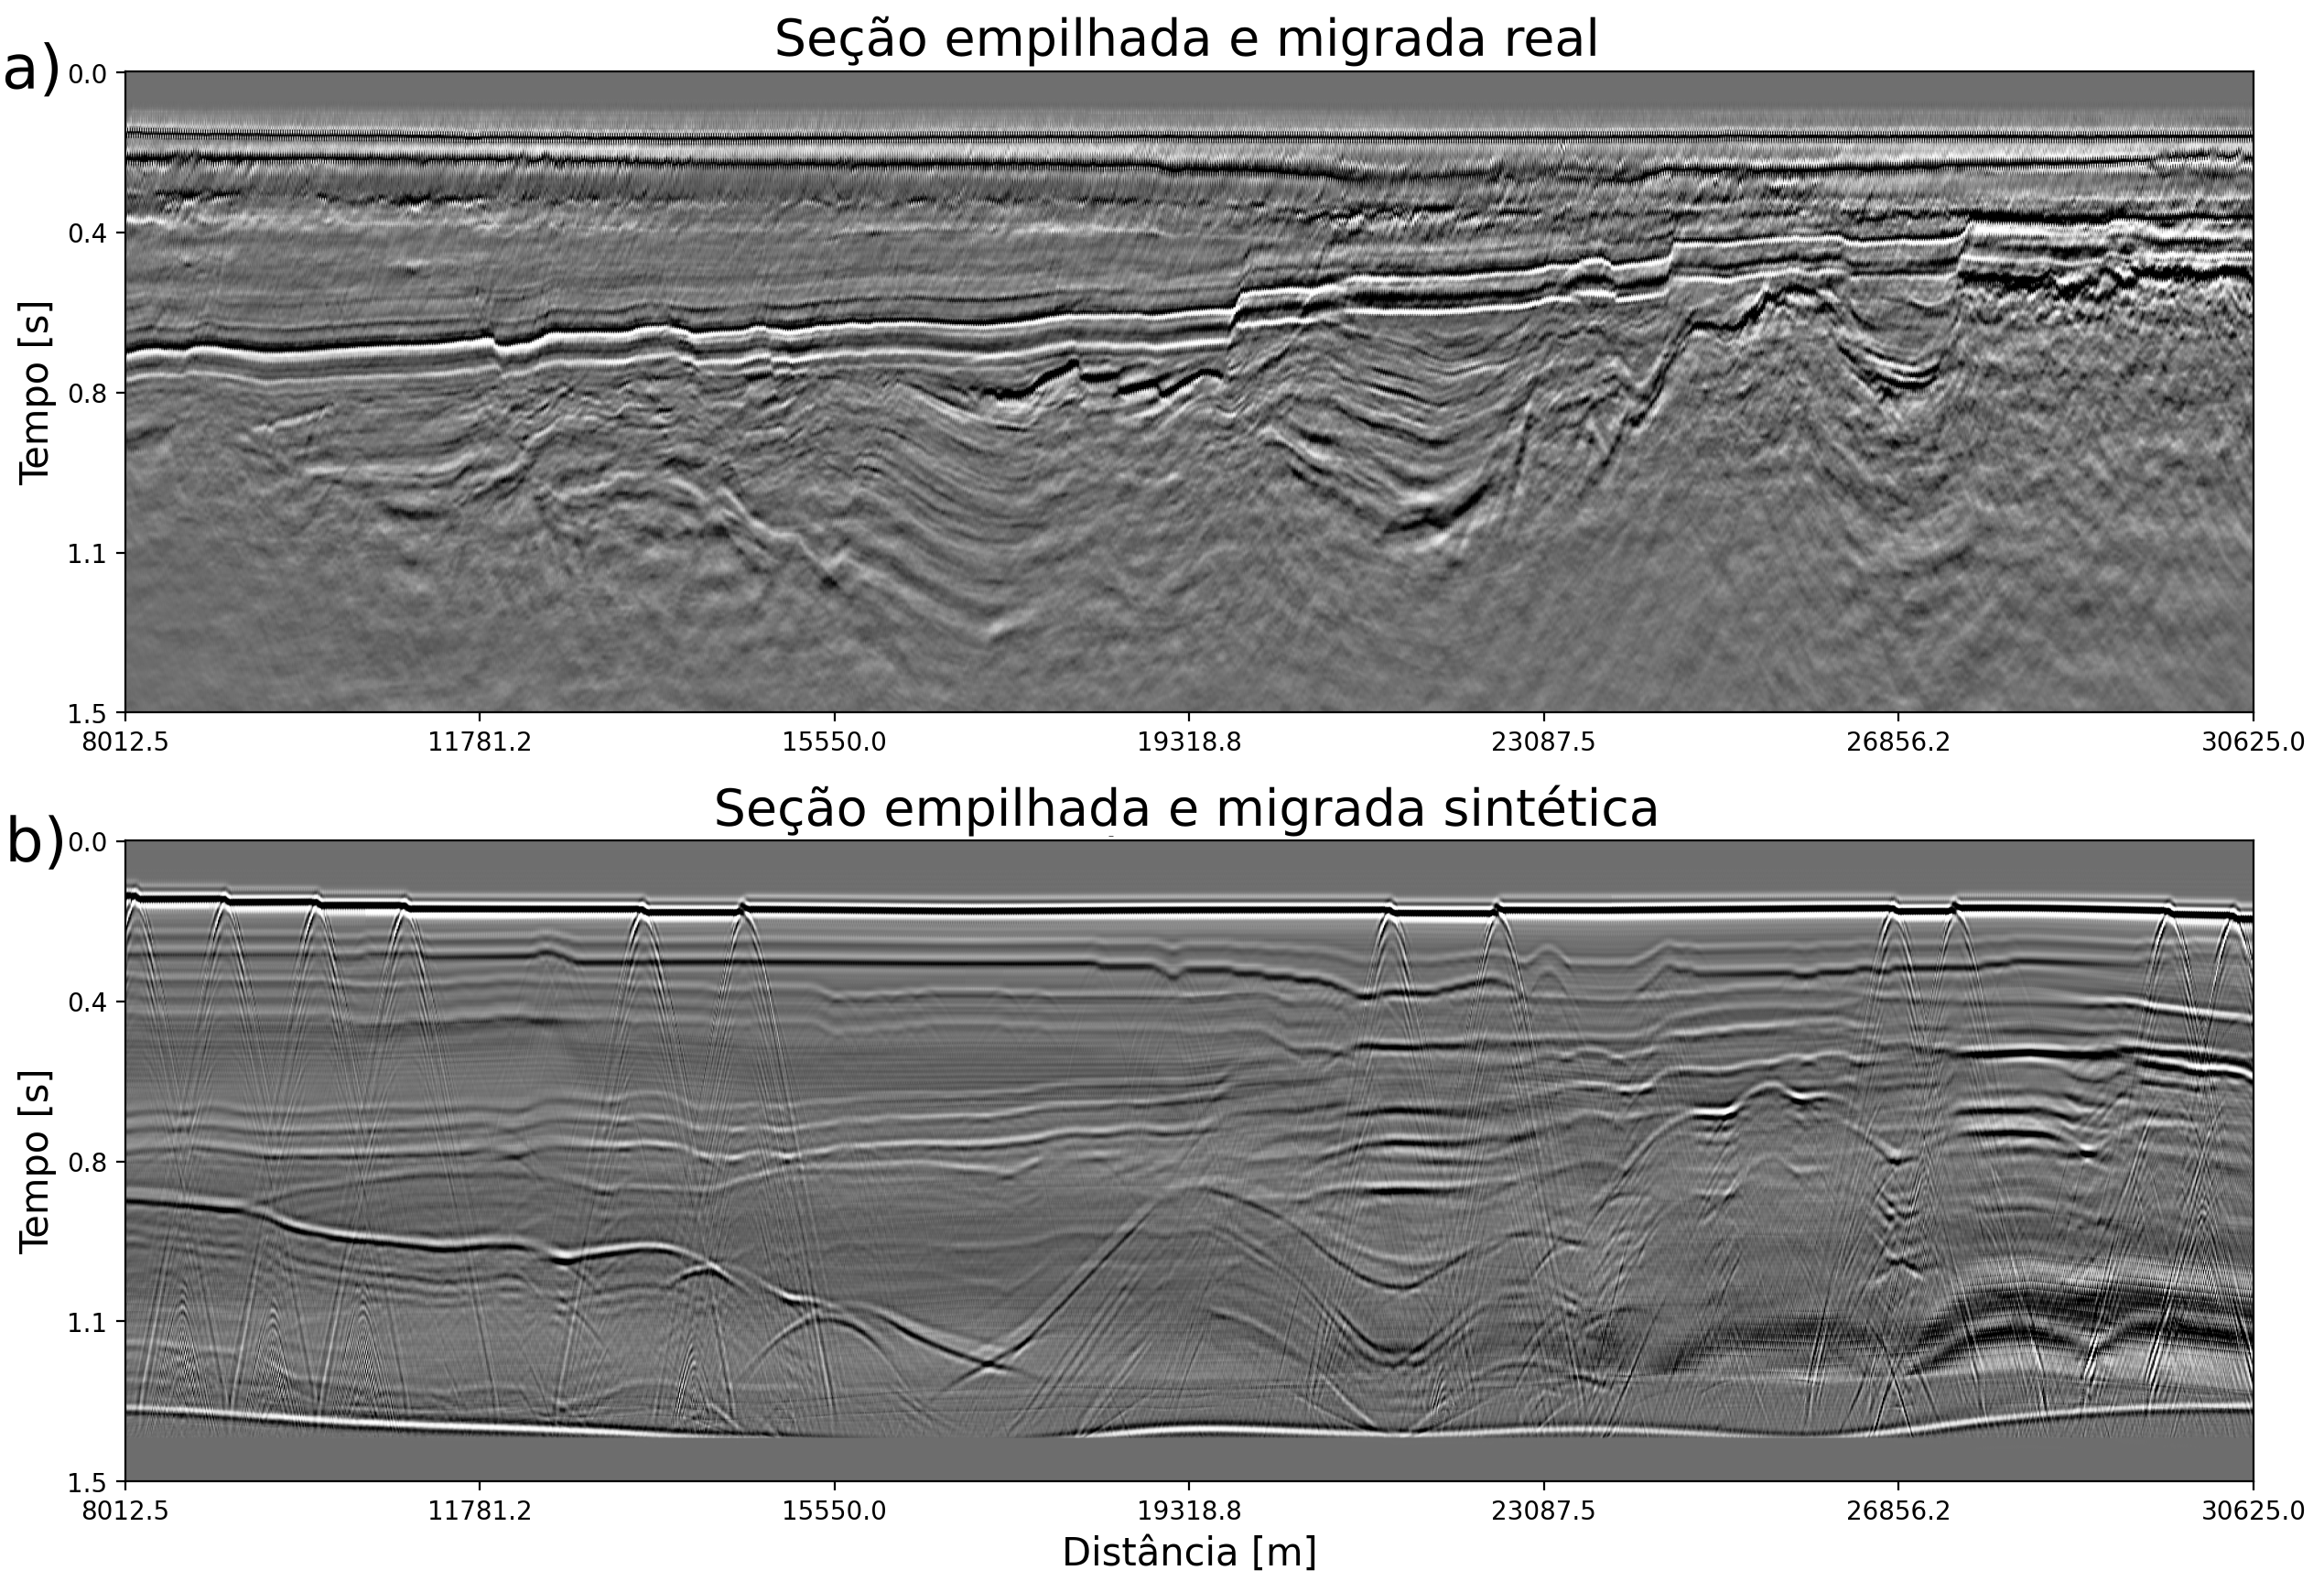 Seção empilhada e migrada real
a)
0.0
0.4
0.8
1.1
1.5
Tempo [s]
8012.5 11781.2 15550.0 19318.8 23087.5 26856.2 30625.0
Seção empilhada e migrada sintética
b)
0.0
0.4
0.8
1.1
1.5
Tempo [s]
8012.5 11781.2 15550.0 19318.8 23087.5 26856.2 30625.0
Distância [m]